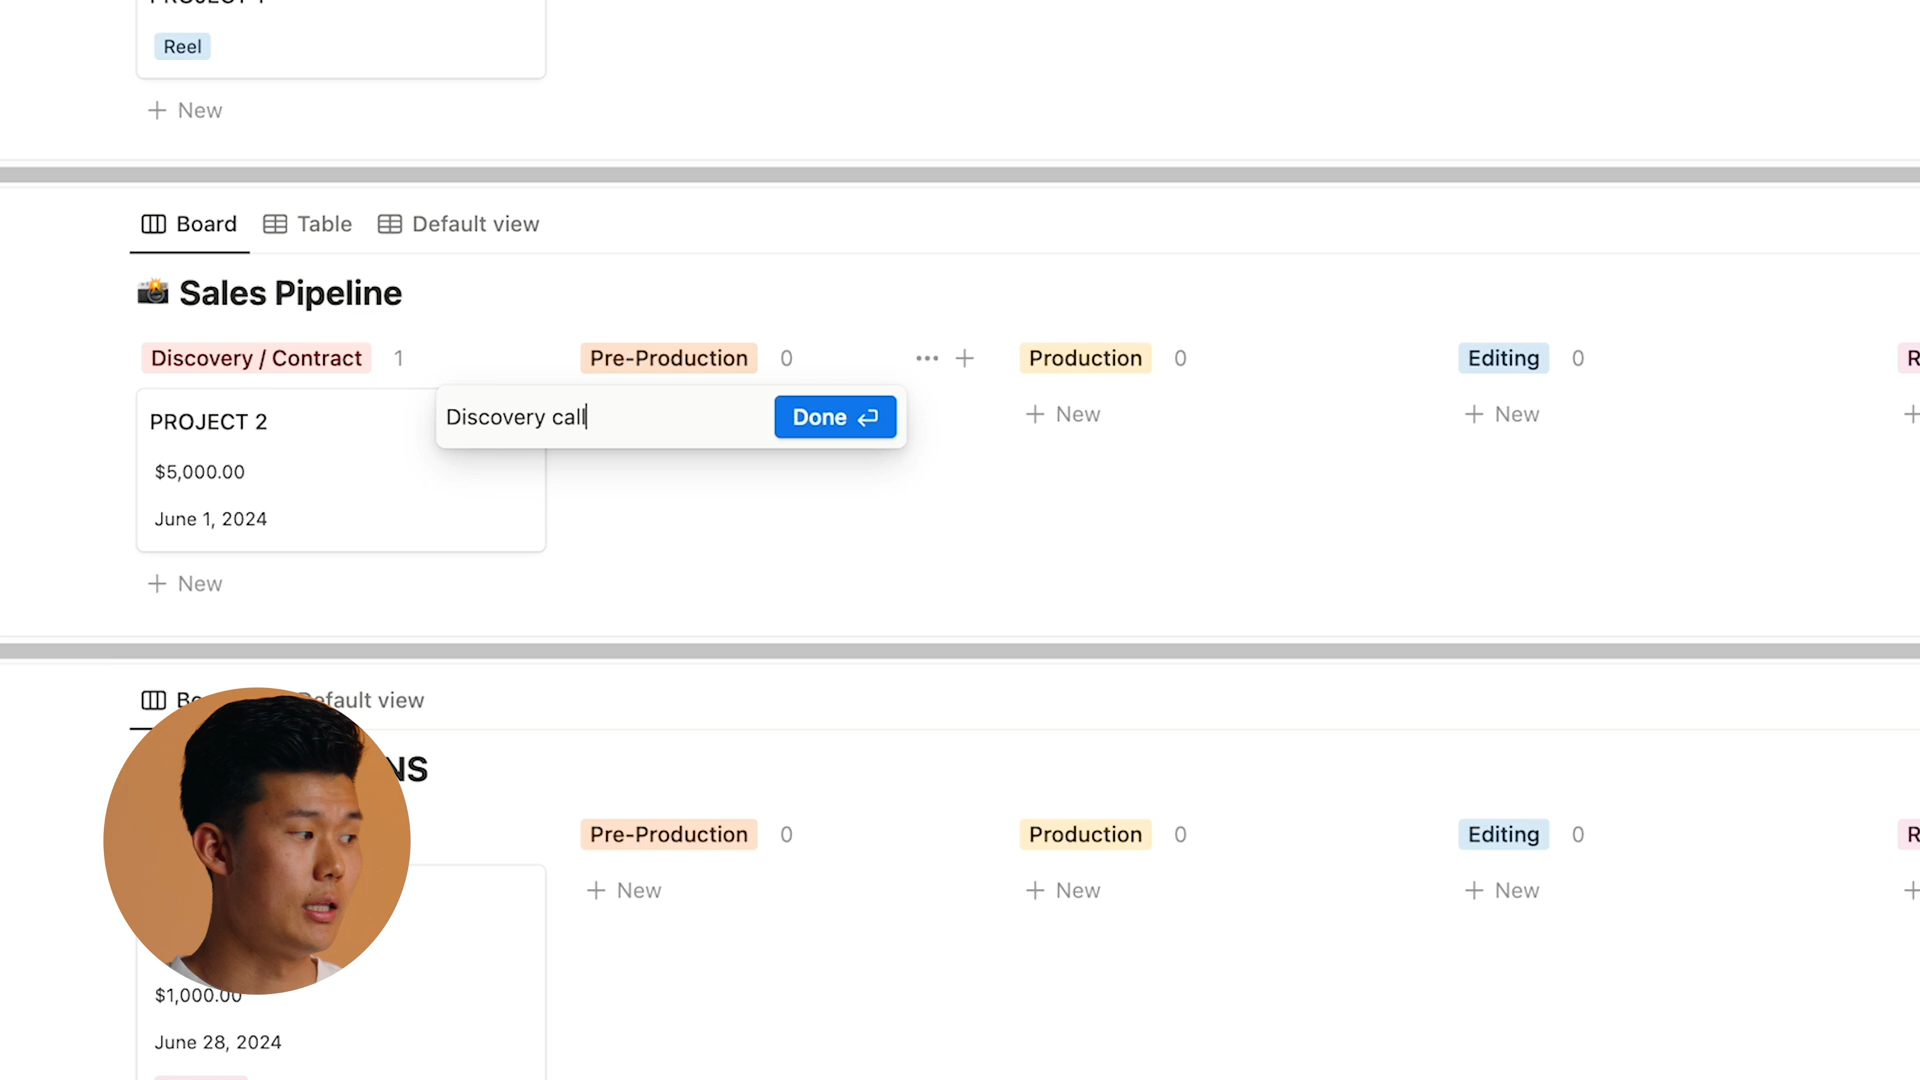 Reel
+ New
Board Table Default view
Sales Pipeline
Discovery / Contract 1 Pre-Production 0 ••• + Production 0 Editing 0
PROJECT 2 Discovery call Done + New + New
$5,000.00
June 1, 2024
+ New
Default view
NS
Pre-Production 0 Production 0 Editing 0
+ New + New + New
$1,000.00
June 28, 2024